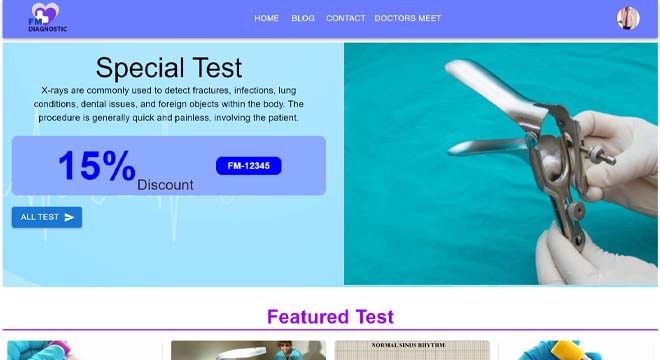 FM
DIAGNOSTIC
HOME BLOG CONTACT DOCTORS MEET
Special Test
X-rays are commonly used to detect fractures, infections, lung
conditions, dental issues, and foreign objects within the body. The
procedure is generally quick and painless, involving the patient.
15% Discount
FM-12345
ALL TEST
Featured Test
NORMAL SINUS RHYTHM